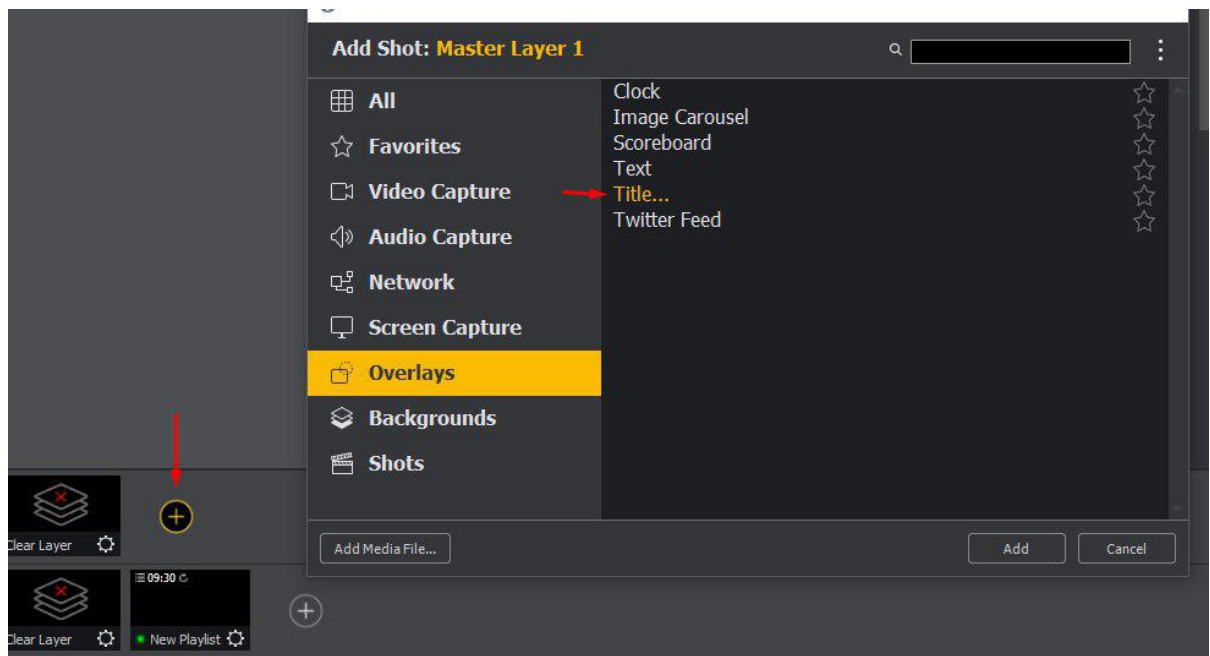 Add Shot: Master Layer 1
All
Favorites
Video Capture
Audio Capture
Network
Screen Capture
Overlays
Backgrounds
Shots
Clock
Image Carousel
Scoreboard
Text
Title...
Twitter Feed
Add Media File...
Add
Cancel
Clear Layer
09:30
Clear Layer
New Playlist